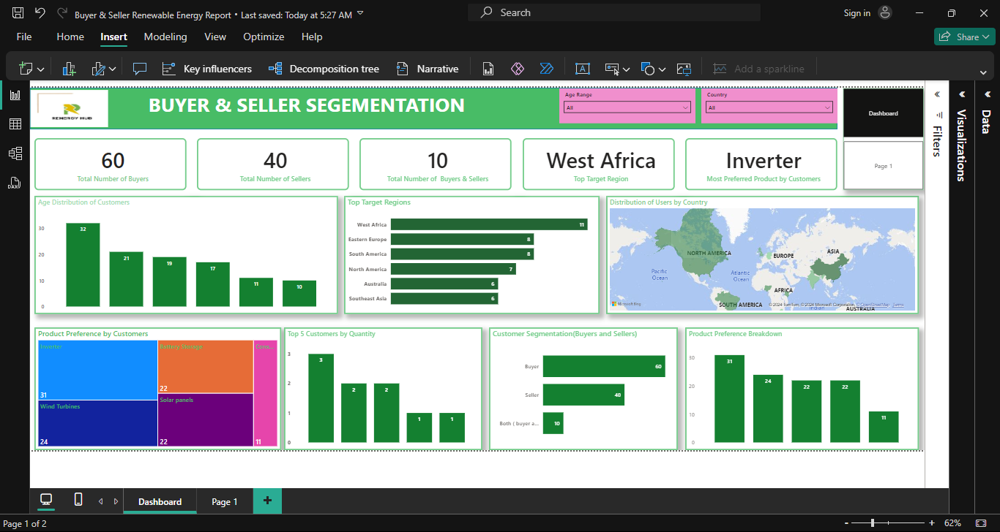 Buyer & Seller Renewable Energy Report • Last saved: Today at 5:27 AM
Search
Sign in
File Home Insert Modeling View Optimize Help
Share
Key influencers
Decomposition tree
Narrative
Add a sparkline
RENERGY HUB
BUYER & SELLER SEGEMENTATION
Age Range
All
Country
All
Dashboard
Page 1
Filters
Visualizations
Data
60
Total Number of Buyers
40
Total Number of Sellers
10
Total Number of Buyers & Sellers
West Africa
Top Target Region
Inverter
Most Preferred Product by Customers
Age Distribution of Customers
30
20
10
0
32
21
19
17
11
10
Top Target Regions
West Africa 11
Eastern Europe 8
South America 8
North America 7
Australia 6
Southeast Asia 6
Distribution of Users by Country
NORTH AMERICA
EUROPE
ASIA
Pacific
Ocean
Atlantic
Ocean
AFRICA
SOUTH AMERICA
Indian
AUSTRALIA
Microsoft Bing
© 2024 TomTom, © 2024 Microsoft Corporation, © OpenStreetMap Terms
Product Preference by Customers
Inverter
31
Wind Turbines
24
Battery Storage
22
Solar panels
22
Cons...
11
Top 5 Customers by Quantity
3
2
1
0
3
2
2
1
1
Customer Segmentation(Buyers and Sellers)
Buyer 60
Seller 40
Both ( buyer a... 10
Product Preference Breakdown
30
20
10
0
31
24
22
22
11
Dashboard
Page 1
+
Page 1 of 2
- + 62%